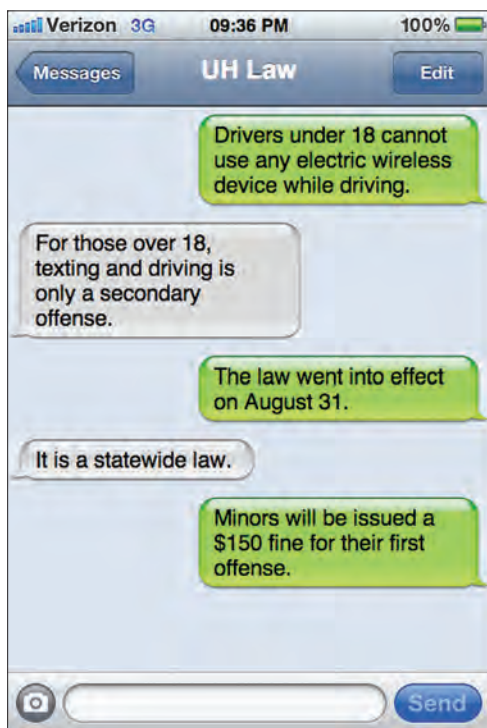 Verizon 3G 09:36 PM 100%
Messages UH Law Edit
Drivers under 18 cannot
use any electric wireless
device while driving.
For those over 18,
texting and driving is
only a secondary
offense.
The law went into effect
on August 31.
It is a statewide law.
Minors will be issued a
$150 fine for their first
offense.
Send